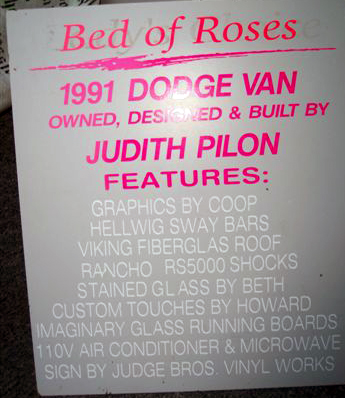 Bed of Roses
1991 DODGE VAN
OWNED, DESIGNED & BUILT BY
JUDITH PILON
FEATURES:
GRAPHICS BY COOP
HELLWIG SWAY BARS
VIKING FIBERGLAS ROOF
RANCHO RS5000 SHOCKS
STAINED GLASS BY BETH
CUSTOM TOUCHES BY HOWARD
IMAGINARY GLASS RUNNING BOARDS
110V AIR CONDITIONER & MICROWAVE
SIGN BY JUDGE BROS. VINYL WORKS